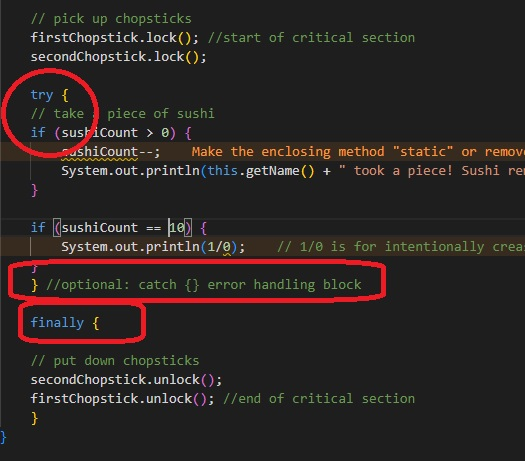 // pick up chopsticks
firstChopstick.lock(); //start of critical section
secondChopstick.lock();
try {
// take a piece of sushi
if (sushiCount > 0) {
sushiCount--; Make the enclosing method "static" or remove
System.out.println(this.getName() + " took a piece! Sushi rem
}
if (sushiCount == 10) {
System.out.println(1/0); // 1/0 is for intentionally creas
}
} //optional: catch {} error handling block
finally {
// put down chopsticks
secondChopstick.unlock();
firstChopstick.unlock(); //end of critical section
}
}